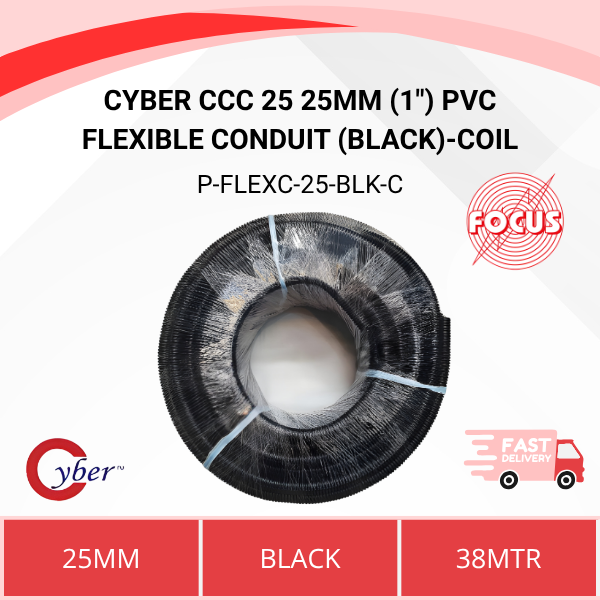 CYBER CCC 25 25MM (1") PVC
FLEXIBLE CONDUIT (BLACK)-COIL
P-FLEXC-25-BLK-C
FOCUS
Cyber™
FAST
DELIVERY
25MM
BLACK
38MTR